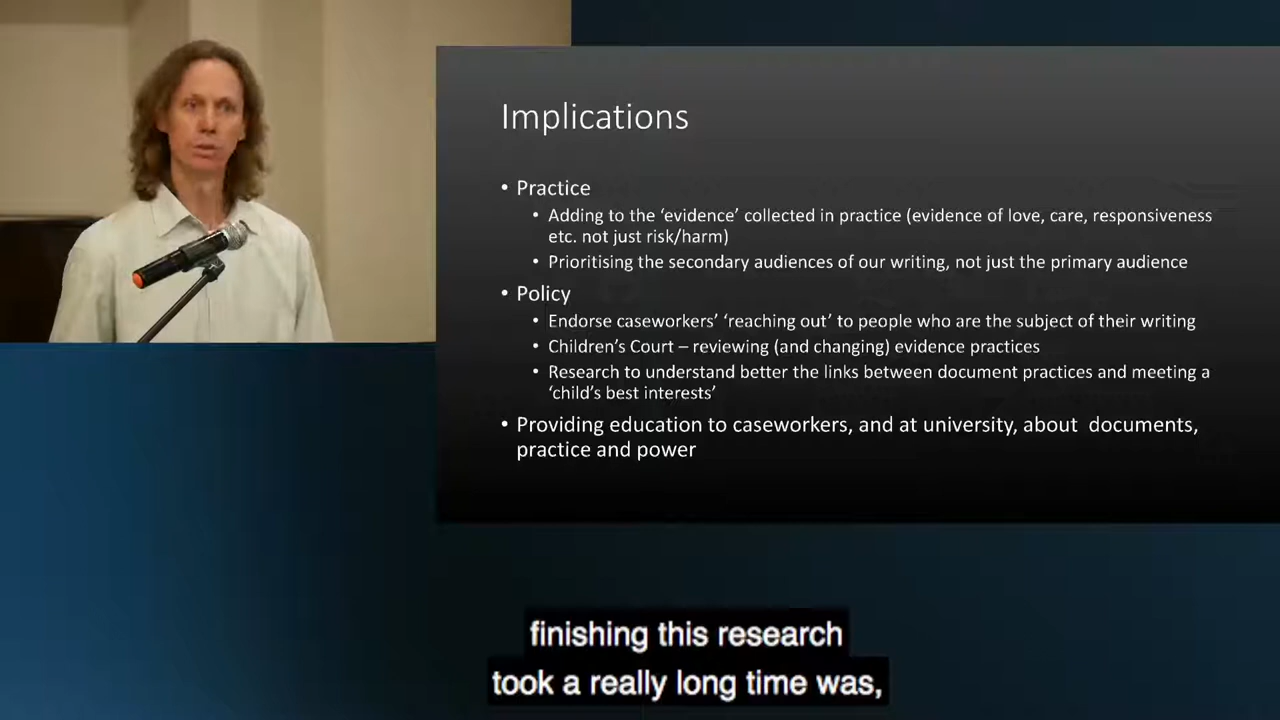 Implications
• Practice
• Adding to the ‘evidence’ collected in practice (evidence of love, care, responsiveness
etc. not just risk/harm)
• Prioritising the secondary audiences of our writing, not just the primary audience
• Policy
• Endorse caseworkers’ ‘reaching out’ to people who are the subject of their writing
• Children’s Court – reviewing (and changing) evidence practices
• Research to understand better the links between document practices and meeting a
‘child’s best interests’
• Providing education to caseworkers, and at university, about  documents,
practice and power
finishing this research
took a really long time was,